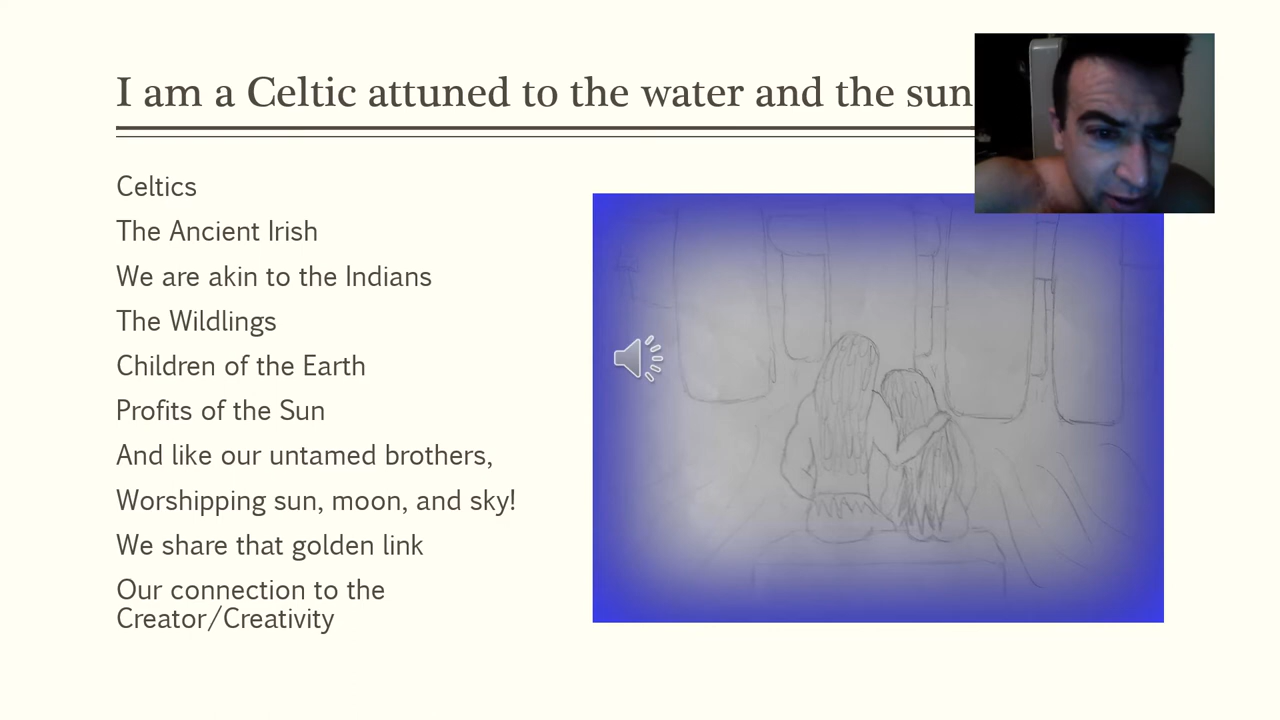 I am a Celtic attuned to the water and the sun
Celtics
The Ancient Irish
We are akin to the Indians
The Wildlings
Children of the Earth
Profits of the Sun
And like our untamed brothers,
Worshipping sun, moon, and sky!
We share that golden link
Our connection to the
Creator/Creativity